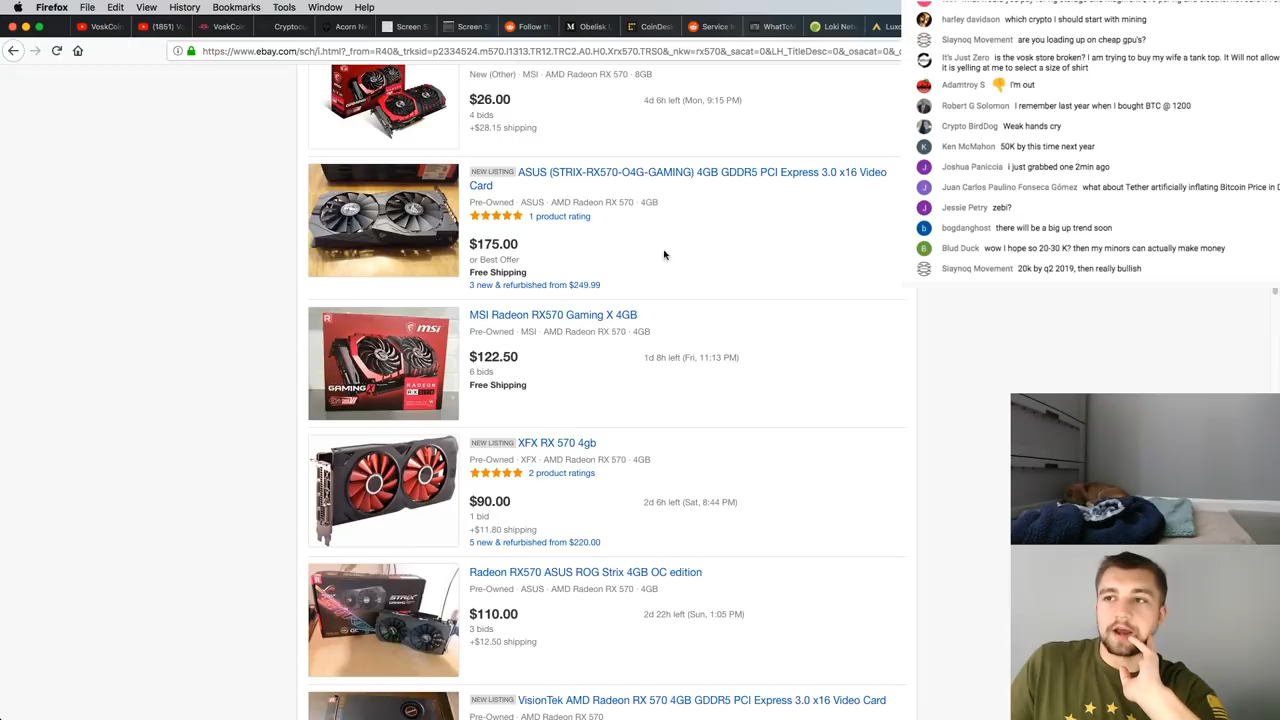 Firefox File Edit View History Bookmarks Tools Window Help
VoskCoin (1851) Vo VoskCoi Cryptocu Acorn Ne Screen S Screen Sh Follow the Obelisk L CoinDesk Service N WhatToM Loki Netw Luxor
https://www.ebay.com/sch/i.html?_from=R40&_trksid=p2334524.m570.l1313.TR12.TRC2.A0.H0.Xrx570.TRS0&_nkw=rx570&_sacat=0&LH_TitleDesc=0&_osacat=0&_c
New (Other) · MSI · AMD Radeon RX 570 · 8GB
$26.00
4d 6h left (Mon, 9:15 PM)
4 bids
+$28.15 shipping
NEW LISTING ASUS (STRIX-RX570-O4G-GAMING) 4GB GDDR5 PCI Express 3.0 x16 Video
Card
Pre-Owned · ASUS · AMD Radeon RX 570 · 4GB
1 product rating
$175.00
or Best Offer
Free Shipping
3 new & refurbished from $249.99
MSI Radeon RX570 Gaming X 4GB
Pre-Owned · MSI · AMD Radeon RX 570 · 4GB
$122.50
1d 8h left (Fri, 11:13 PM)
6 bids
Free Shipping
msi
GAMING X
RADEON
NEW LISTING XFX RX 570 4gb
Pre-Owned · XFX · AMD Radeon RX 570 · 4GB
2 product ratings
$90.00
2d 6h left (Sat, 8:44 PM)
1 bid
+$11.80 shipping
5 new & refurbished from $220.00
Radeon RX570 ASUS ROG Strix 4GB OC edition
Pre-Owned · ASUS · AMD Radeon RX 570 · 4GB
$110.00
2d 22h left (Sun, 1:05 PM)
3 bids
+$12.50 shipping
STRIX
NEW LISTING VisionTek AMD Radeon RX 570 4GB GDDR5 PCI Express 3.0 x16 Video Card
Pre-Owned · AMD Radeon RX 570
harley davidson which crypto I should start with mining
Siaynoq Movement are you loading up on cheap gpu's?
It's Just Zero is the vosk store broken? I am trying to buy my wife a tank top. It Will not allow
it is yelling at me to select a size of shirt
Adamtroy S 👎 I'm out
Robert G Solomon I remember last year when I bought BTC @ 1200
Crypto BirdDog Weak hands cry
Ken McMahon 50K by this time next year
Joshua Paniccia i just grabbed one 2min ago
Juan Carlos Paulino Fonseca Gómez what about Tether artificially inflating Bitcoin Price in D
Jessie Petry zebi?
bogdanghost there will be a big up trend soon
Blud Duck wow I hope so 20-30 K? then my minors can actually make money
Siaynoq Movement 20k by q2 2019, then really bullish